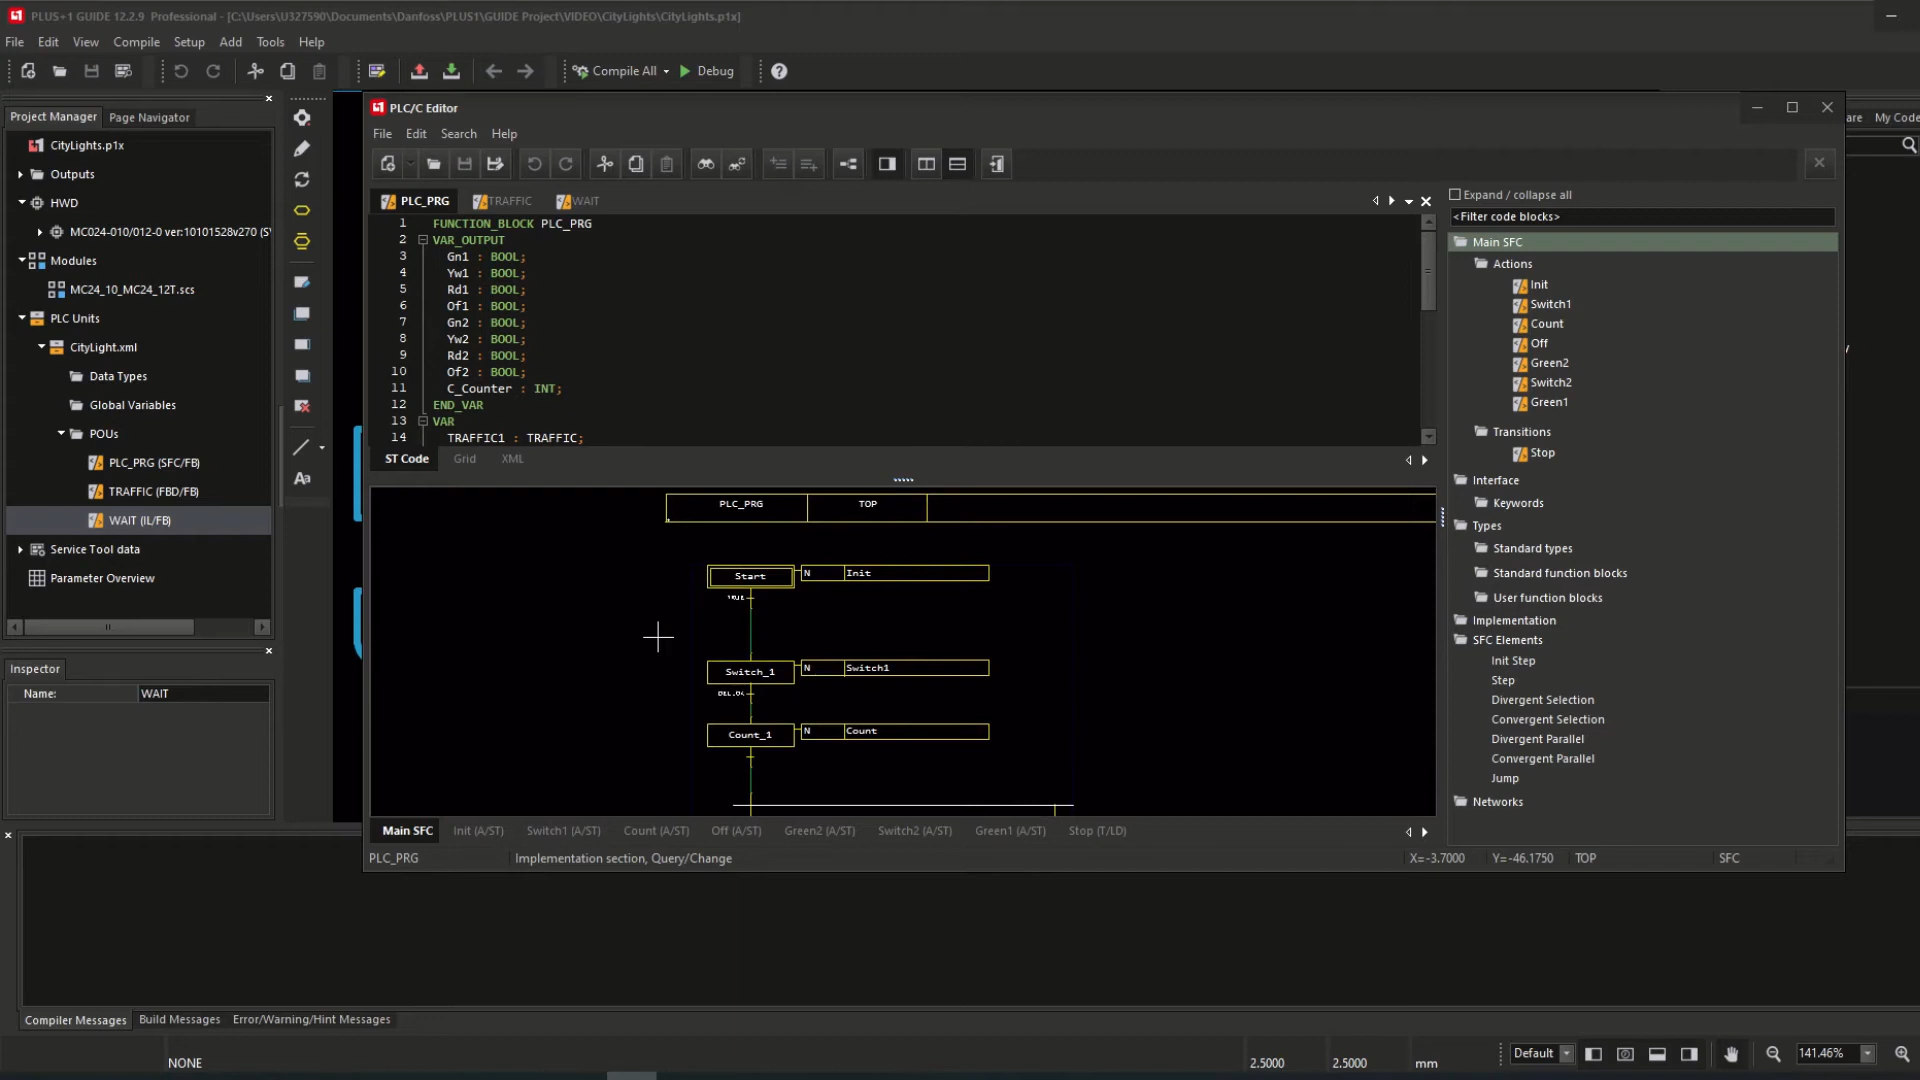 PLUS+1 GUIDE 12.2.9  Professional - [C:\Users\U327590\Documents\Danfoss\PLUS1\GUIDE Project\VIDEO\CityLights\CityLights.p1x]
File Edit View Compile Setup Add Tools Help
Compile All Debug
Project Manager Page Navigator
CityLights.p1x
Outputs
HWD
MC024-010/012-0 ver:10101528v270 (S
Modules
MC24_10_MC24_12T.scs
PLC Units
CityLight.xml
Data Types
Global Variables
POUs
PLC_PRG (SFC/FB)
TRAFFIC (FBD/FB)
WAIT (IL/FB)
Service Tool data
Parameter Overview
Inspector
Name: WAIT
PLC/C Editor
File Edit Search Help
PLC_PRG TRAFFIC WAIT
1 FUNCTION_BLOCK PLC_PRG
2 VAR_OUTPUT
3 Gn1 : BOOL;
4 Yw1 : BOOL;
5 Rd1 : BOOL;
6 Of1 : BOOL;
7 Gn2 : BOOL;
8 Yw2 : BOOL;
9 Rd2 : BOOL;
10 Of2 : BOOL;
11 C_Counter : INT;
12 END_VAR
13 VAR
14 TRAFFIC1 : TRAFFIC;
ST Code Grid XML
PLC_PRG TOP
Start N Init
TRUE
Switch_1 N Switch1
Count_1 N Count
Main SFC Init (A/ST) Switch1 (A/ST) Count (A/ST) Off (A/ST) Green2 (A/ST) Switch2 (A/ST) Green1 (A/ST) Stop (T/LD)
PLC_PRG Implementation section, Query/Change X=-3.7000 Y=-46.1750 TOP SFC
Expand / collapse all
<Filter code blocks>
Main SFC
Actions
Init
Switch1
Count
Off
Green2
Switch2
Green1
Transitions
Stop
Interface
Keywords
Types
Standard types
Standard function blocks
User function blocks
Implementation
SFC Elements
Init Step
Step
Divergent Selection
Convergent Selection
Divergent Parallel
Convergent Parallel
Jump
Networks
are My Code
Compiler Messages Build Messages Error/Warning/Hint Messages
NONE 2.5000 2.5000 mm Default 141.46%